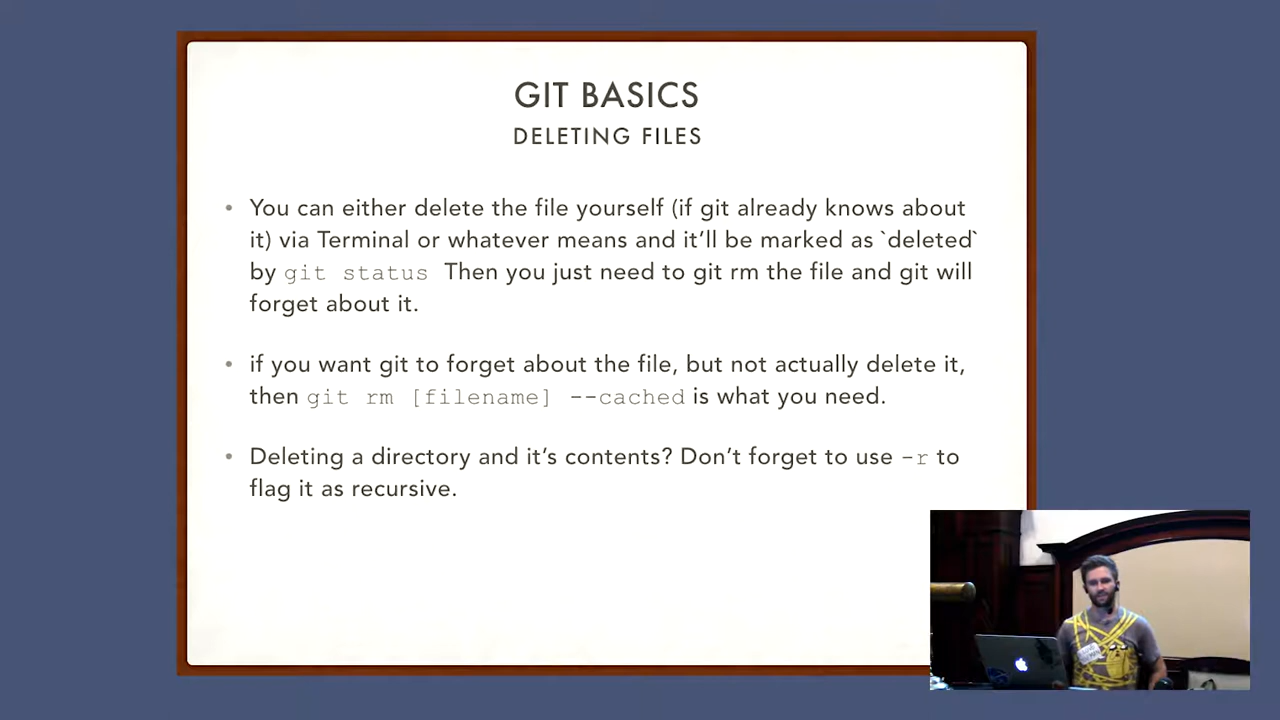 GIT BASICS
DELETING FILES
• You can either delete the file yourself (if git already knows about
it) via Terminal or whatever means and it’ll be marked as `deleted`
by git status Then you just need to git rm the file and git will
forget about it.
• if you want git to forget about the file, but not actually delete it,
then git rm [filename] --cached is what you need.
• Deleting a directory and it’s contents? Don’t forget to use -r to
flag it as recursive.